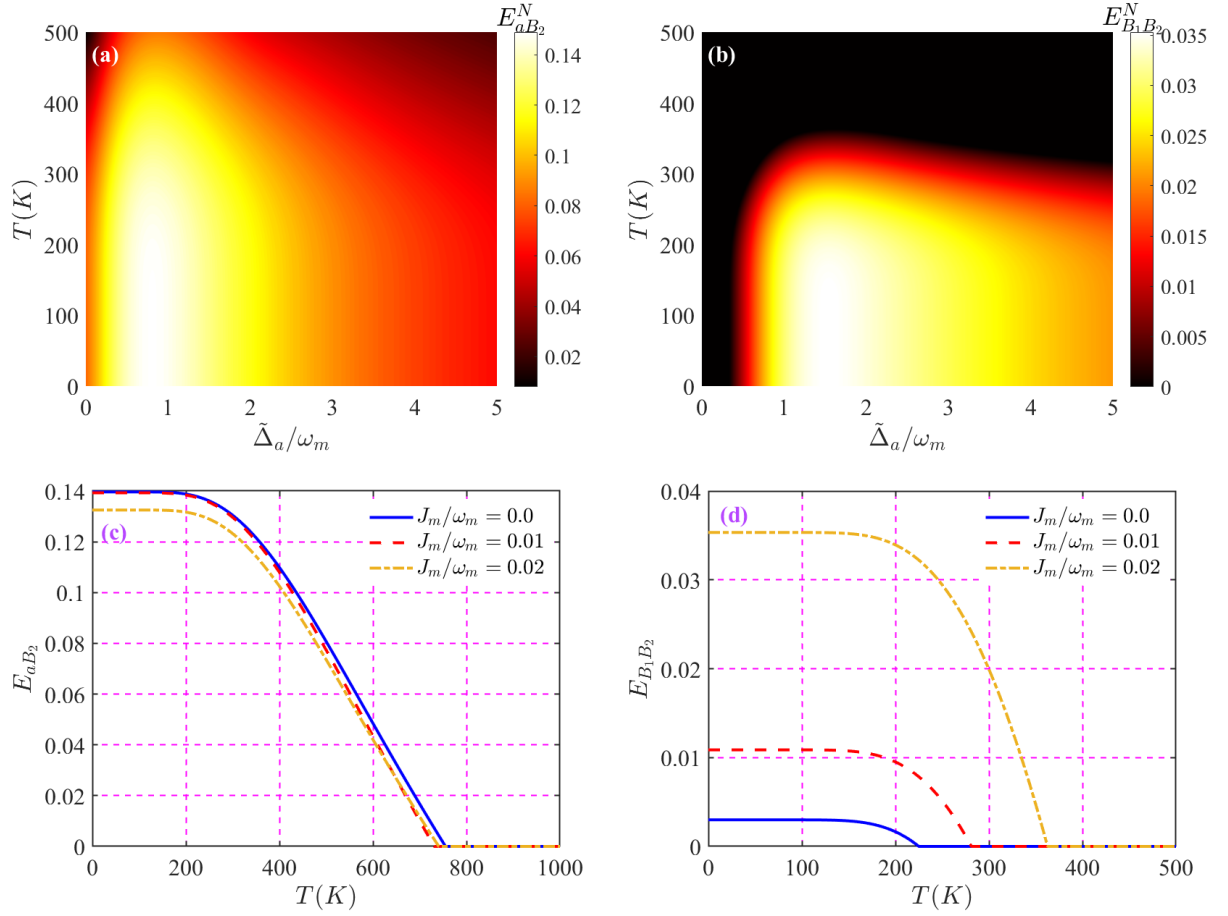 E^N_{aB_2}
(a)
500
400
300
200
100
0
T(K)
0 1 2 3 4 5
\tilde{Δ}_a/ω_m
0.14
0.12
0.1
0.08
0.06
0.04
0.02
E^N_{B_1B_2}
(b)
500
400
300
200
100
0
T(K)
0 1 2 3 4 5
\tilde{Δ}_a/ω_m
0.035
0.03
0.025
0.02
0.015
0.01
0.005
0
(c)
0.14
0.12
0.1
0.08
0.06
0.04
0.02
0
E_{aB_2}
J_m/ω_m = 0.0
J_m/ω_m = 0.01
J_m/ω_m = 0.02
0 200 400 600 800 1000
T(K)
(d)
0.04
0.03
0.02
0.01
0
E_{B_1B_2}
J_m/ω_m = 0.0
J_m/ω_m = 0.01
J_m/ω_m = 0.02
0 100 200 300 400 500
T(K)